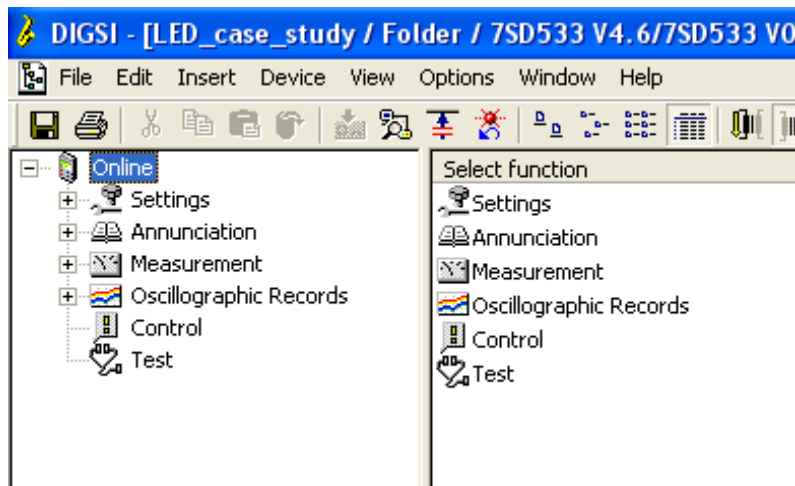 DIGSI - [LED_case_study / Folder / 7SD533 V4.6/7SD533 V0
File Edit Insert Device View Options Window Help
Online
Settings
Annunciation
Measurement
Oscillographic Records
Control
Test
Select function
Settings
Annunciation
Measurement
Oscillographic Records
Control
Test